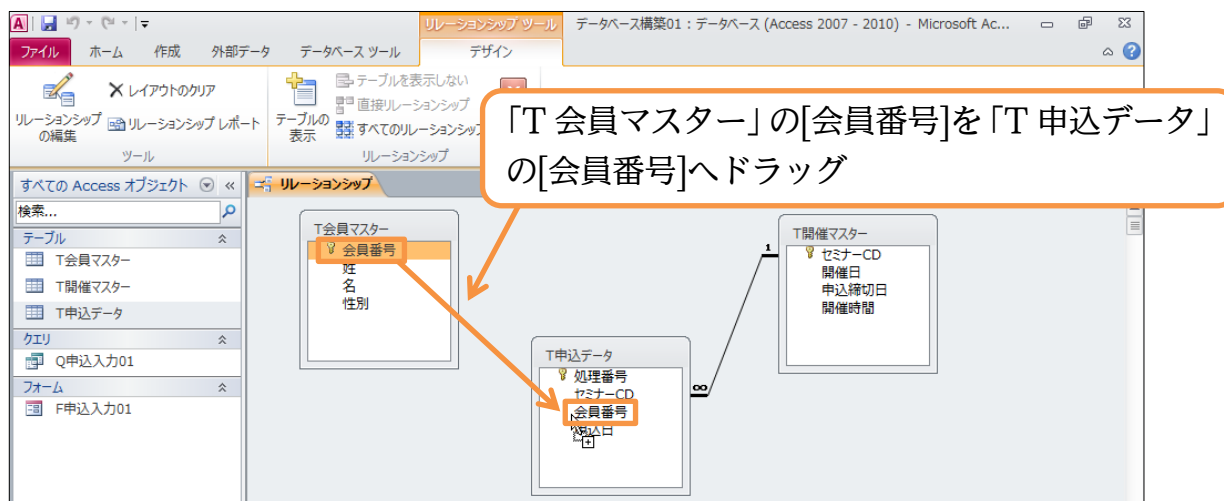 リレーションシップ ツール
データベース構築01 : データベース (Access 2007 - 2010) - Microsoft Ac...
ファイル ホーム 作成 外部データ データベース ツール デザイン
リレーションシップの編集
レイアウトのクリア
リレーションシップ レポート
ツール
テーブルの表示
テーブルを表示しない
直接リレーションシップ
すべてのリレーションシップ
リレーションシップ
「T 会員マスター」の[会員番号]を「T 申込データ」
の[会員番号]へドラッグ
すべての Access オブジェクト
検索...
テーブル
T会員マスター
T開催マスター
T申込データ
クエリ
Q申込入力01
フォーム
F申込入力01
リレーションシップ
T会員マスター
会員番号
姓
名
性別
T申込データ
処理番号
セミナーCD
会員番号
申込日
∞
1
T開催マスター
セミナーCD
開催日
申込締切日
開催時間